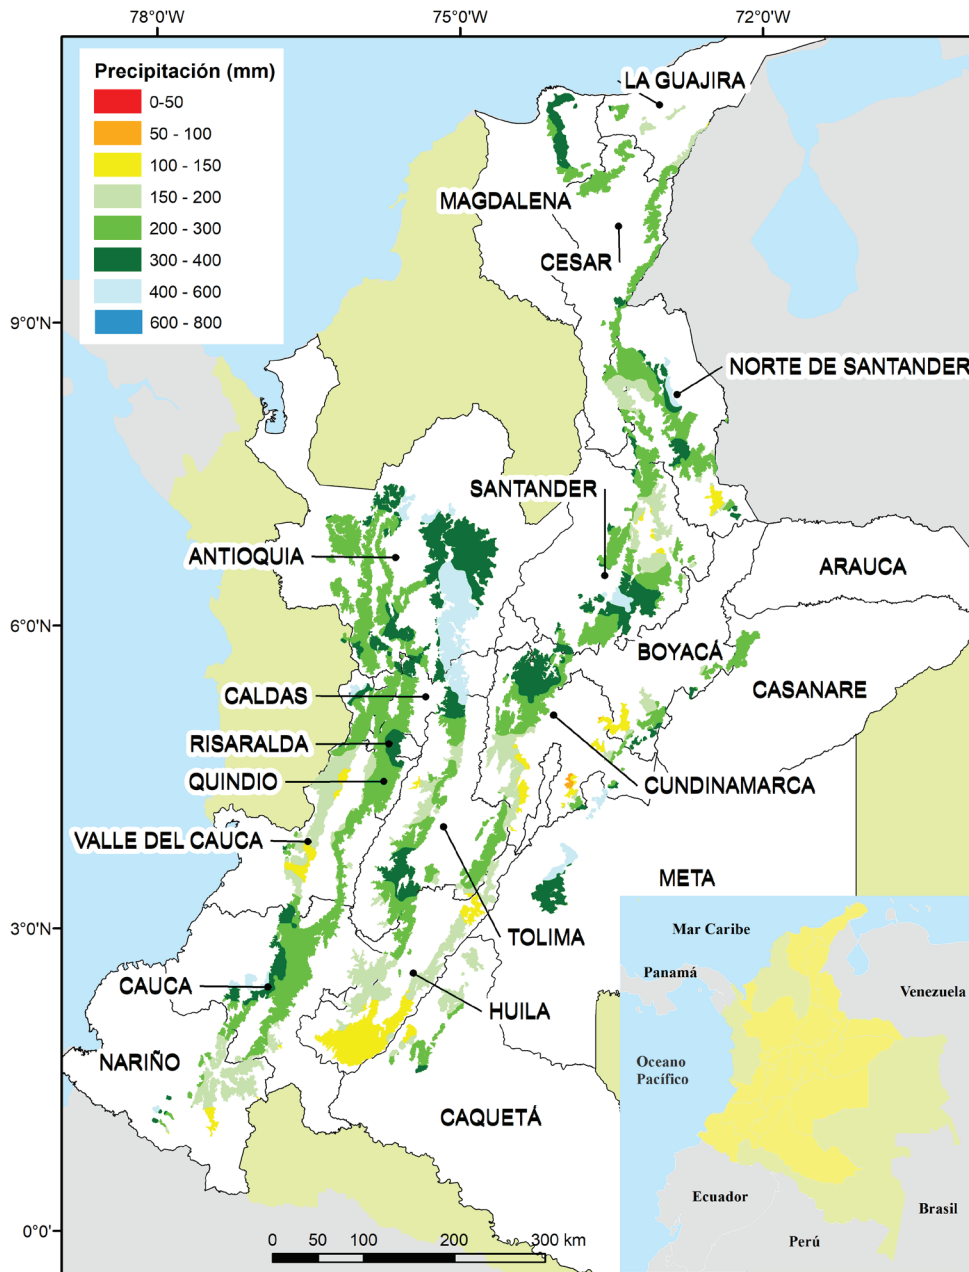 78°0'W
75°0'W
72°0'W
Precipitación (mm)
0-50
50 - 100
100 - 150
150 - 200
200 - 300
300 - 400
400 - 600
600 - 800
LA GUAJIRA
MAGDALENA
CESAR
9°0'N
NORTE DE SANTANDER
SANTANDER
ANTIOQUIA
ARAUCA
6°0'N
BOYACÁ
CASANARE
CALDAS
RISARALDA
QUINDIO
CUNDINAMARCA
VALLE DEL CAUCA
META
3°0'N
TOLIMA
CAUCA
HUILA
NARIÑO
CAQUETÁ
Mar Caribe
Panamá
Venezuela
Oceano
Pacífico
Ecuador
Brasil
Perú
0°0'
0 50 100 200 300 km